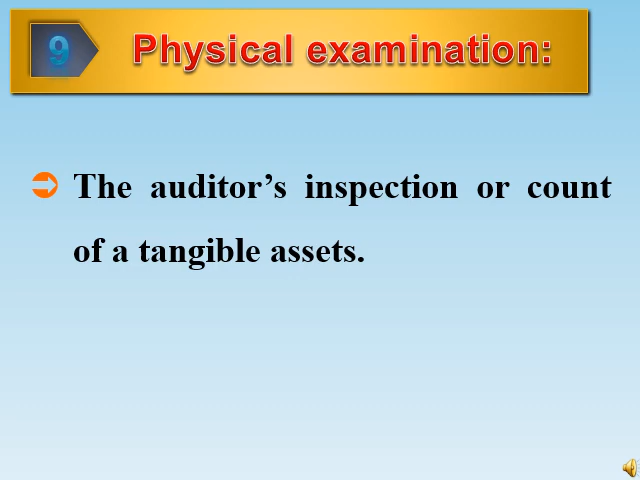 9
Physical examination:
The auditor’s inspection or count
of a tangible assets.